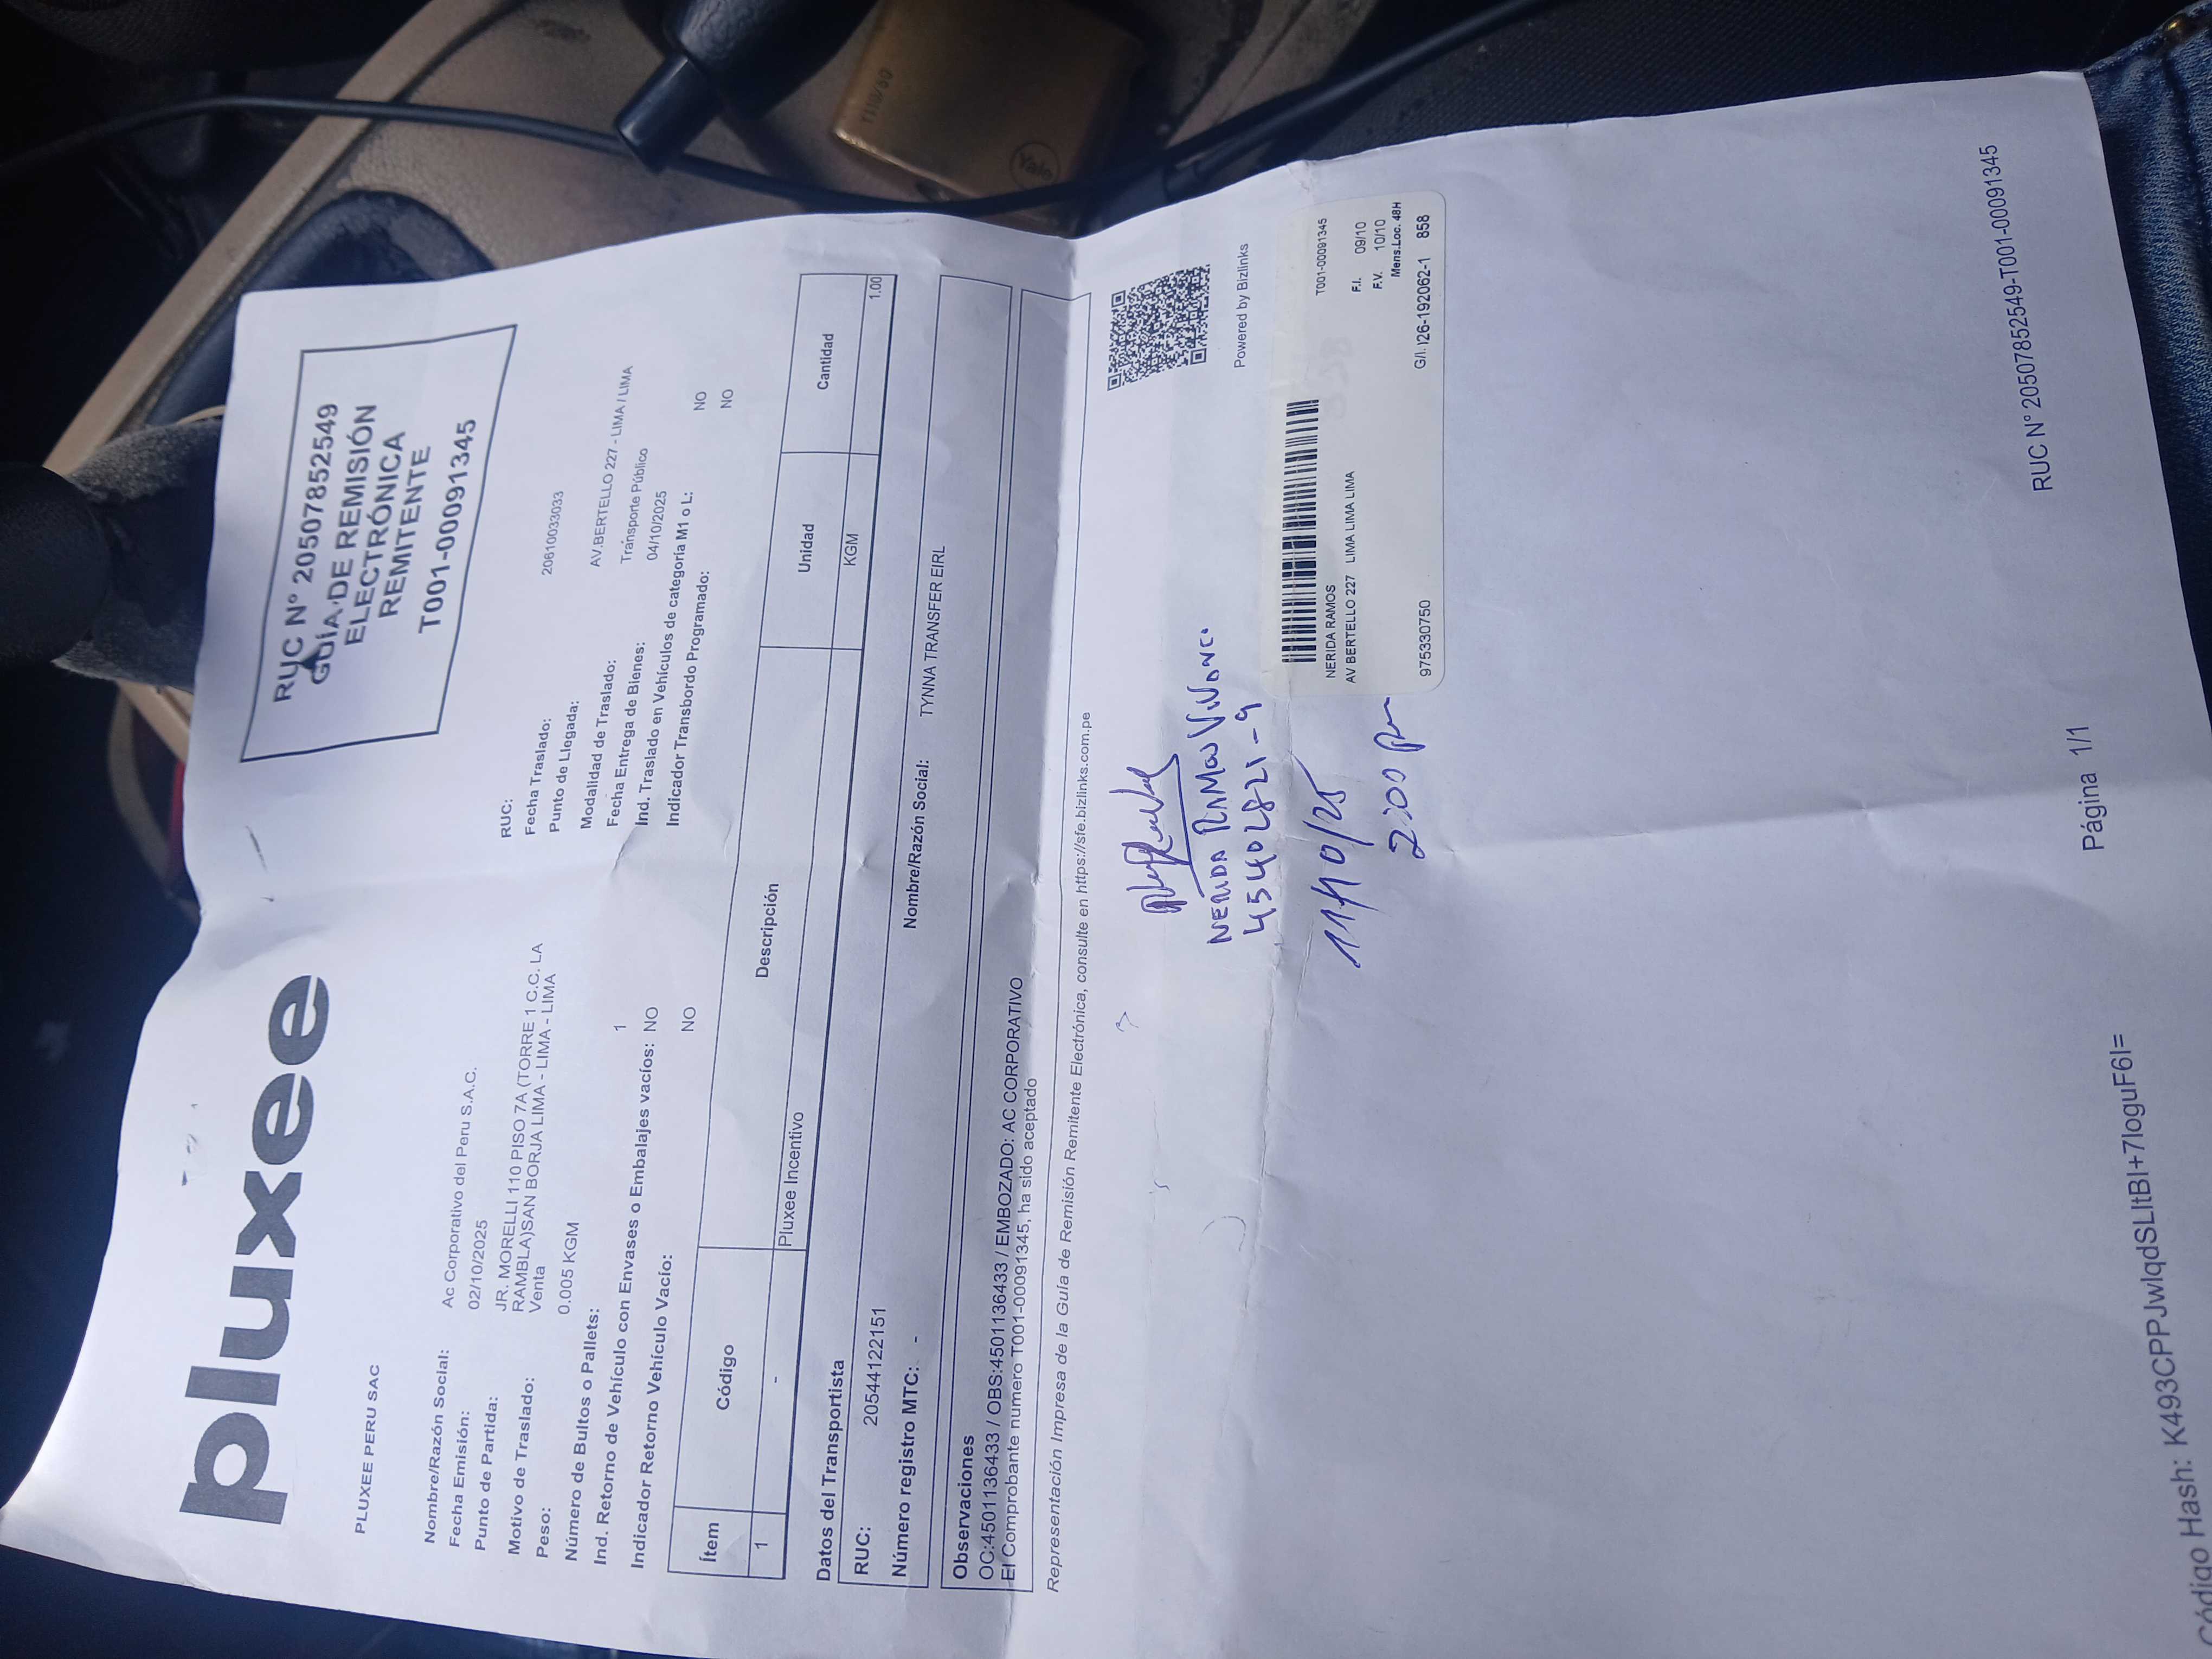 pluxee
RUC N° 20507852549
GUÍA DE REMISIÓN
ELECTRÓNICA
REMITENTE
T001-00091345
PLUXEE PERU SAC
Nombre/Razón Social: Ac Corporativo del Peru S.A.C.
RUC: 20610033033
Fecha Emisión: 02/10/2025
Fecha Traslado:
Punto de Partida: JR. MORELLI 110 PISO 7A (TORRE 1 C.C. LA
RAMBLA)SAN BORJA LIMA - LIMA - LIMA
Punto de Llegada: AV.BERTELLO 227 - LIMA / LIMA
Motivo de Traslado: Venta
Modalidad de Traslado: Transporte Público
Peso: 0.005 KGM
Fecha Entrega de Bienes: 04/10/2025
Número de Bultos o Pallets: 1
Ind. Traslado en Vehículos de categoría M1 o L: NO
Ind. Retorno de Vehículo con Envases o Embalajes vacíos: NO
Indicador Transbordo Programado: NO
Indicador Retorno Vehículo Vacío: NO
Ítem Código Descripción Unidad Cantidad
1 - Pluxee Incentivo KGM 1.00
Datos del Transportista
RUC: 20544122151 Nombre/Razón Social: TYNNA TRANSFER EIRL
Número registro MTC: -
Observaciones
OC:4501136433 / OBS:4501136433 / EMBOZADO: AC CORPORATIVO
El Comprobante numero T001-00091345, ha sido aceptado
Representación Impresa de la Guía de Remisión Remitente Electrónica, consulte en https://sfe.bizlinks.com.pe
Powered by Bizlinks
NERIDA RAMOS
45402821-9
11/10/25
2:00 Pm
T001-00091345
NERIDA RAMOS
F.I. 09/10
AV BERTELLO 227 LIMA LIMA LIMA
F.V. 10/10
Mens.Loc. 48H
975330750 G/I. 126-192062-1 858
RUC N° 20507852549-T001-00091345
Página 1/1
Código Hash: K493CPPJwlqdSLItBI+7loguF6I=
Yale